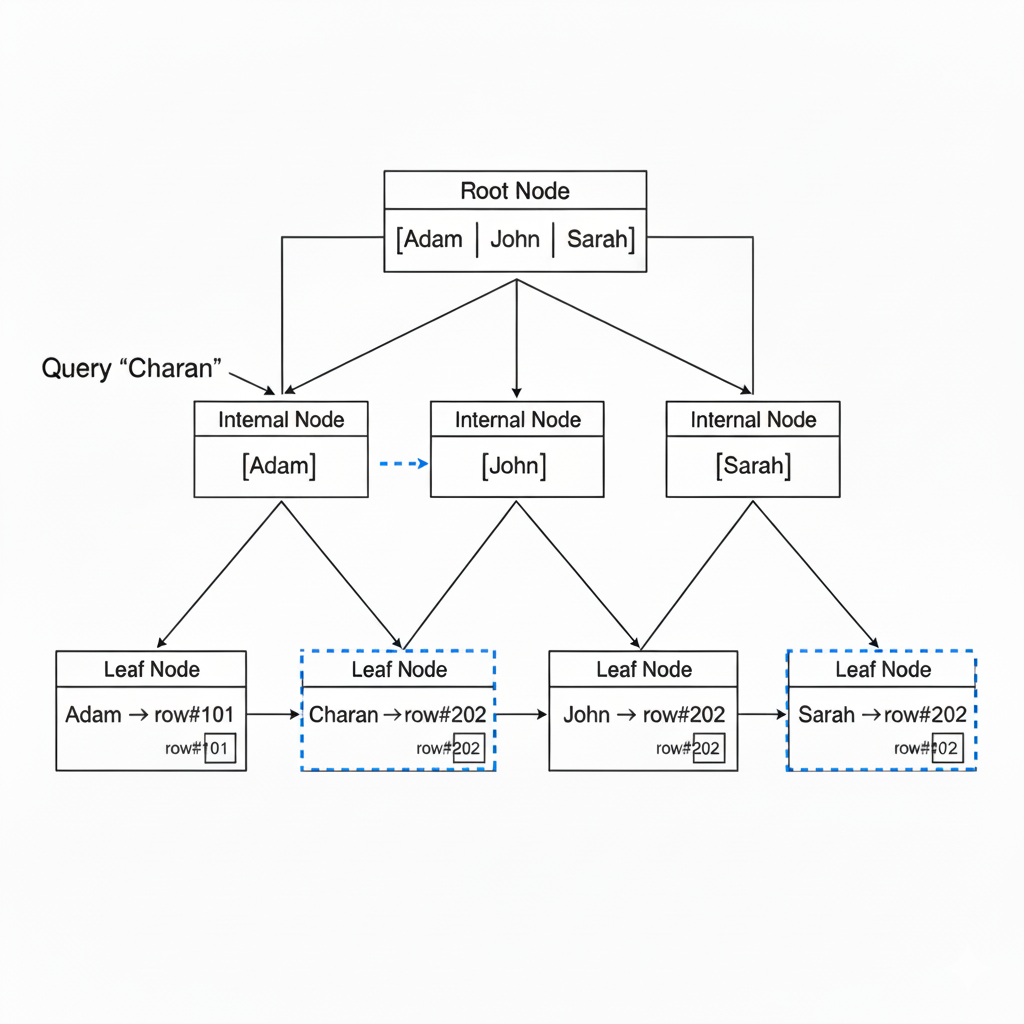 Root Node
[Adam | John | Sarah]
Query “Charan”
Internal Node
[Adam]
Internal Node
[John]
Internal Node
[Sarah]
Leaf Node
Adam → row#101
row#101
Leaf Node
Charan → row#202
row#202
Leaf Node
John → row#202
row#202
Leaf Node
Sarah → row#202